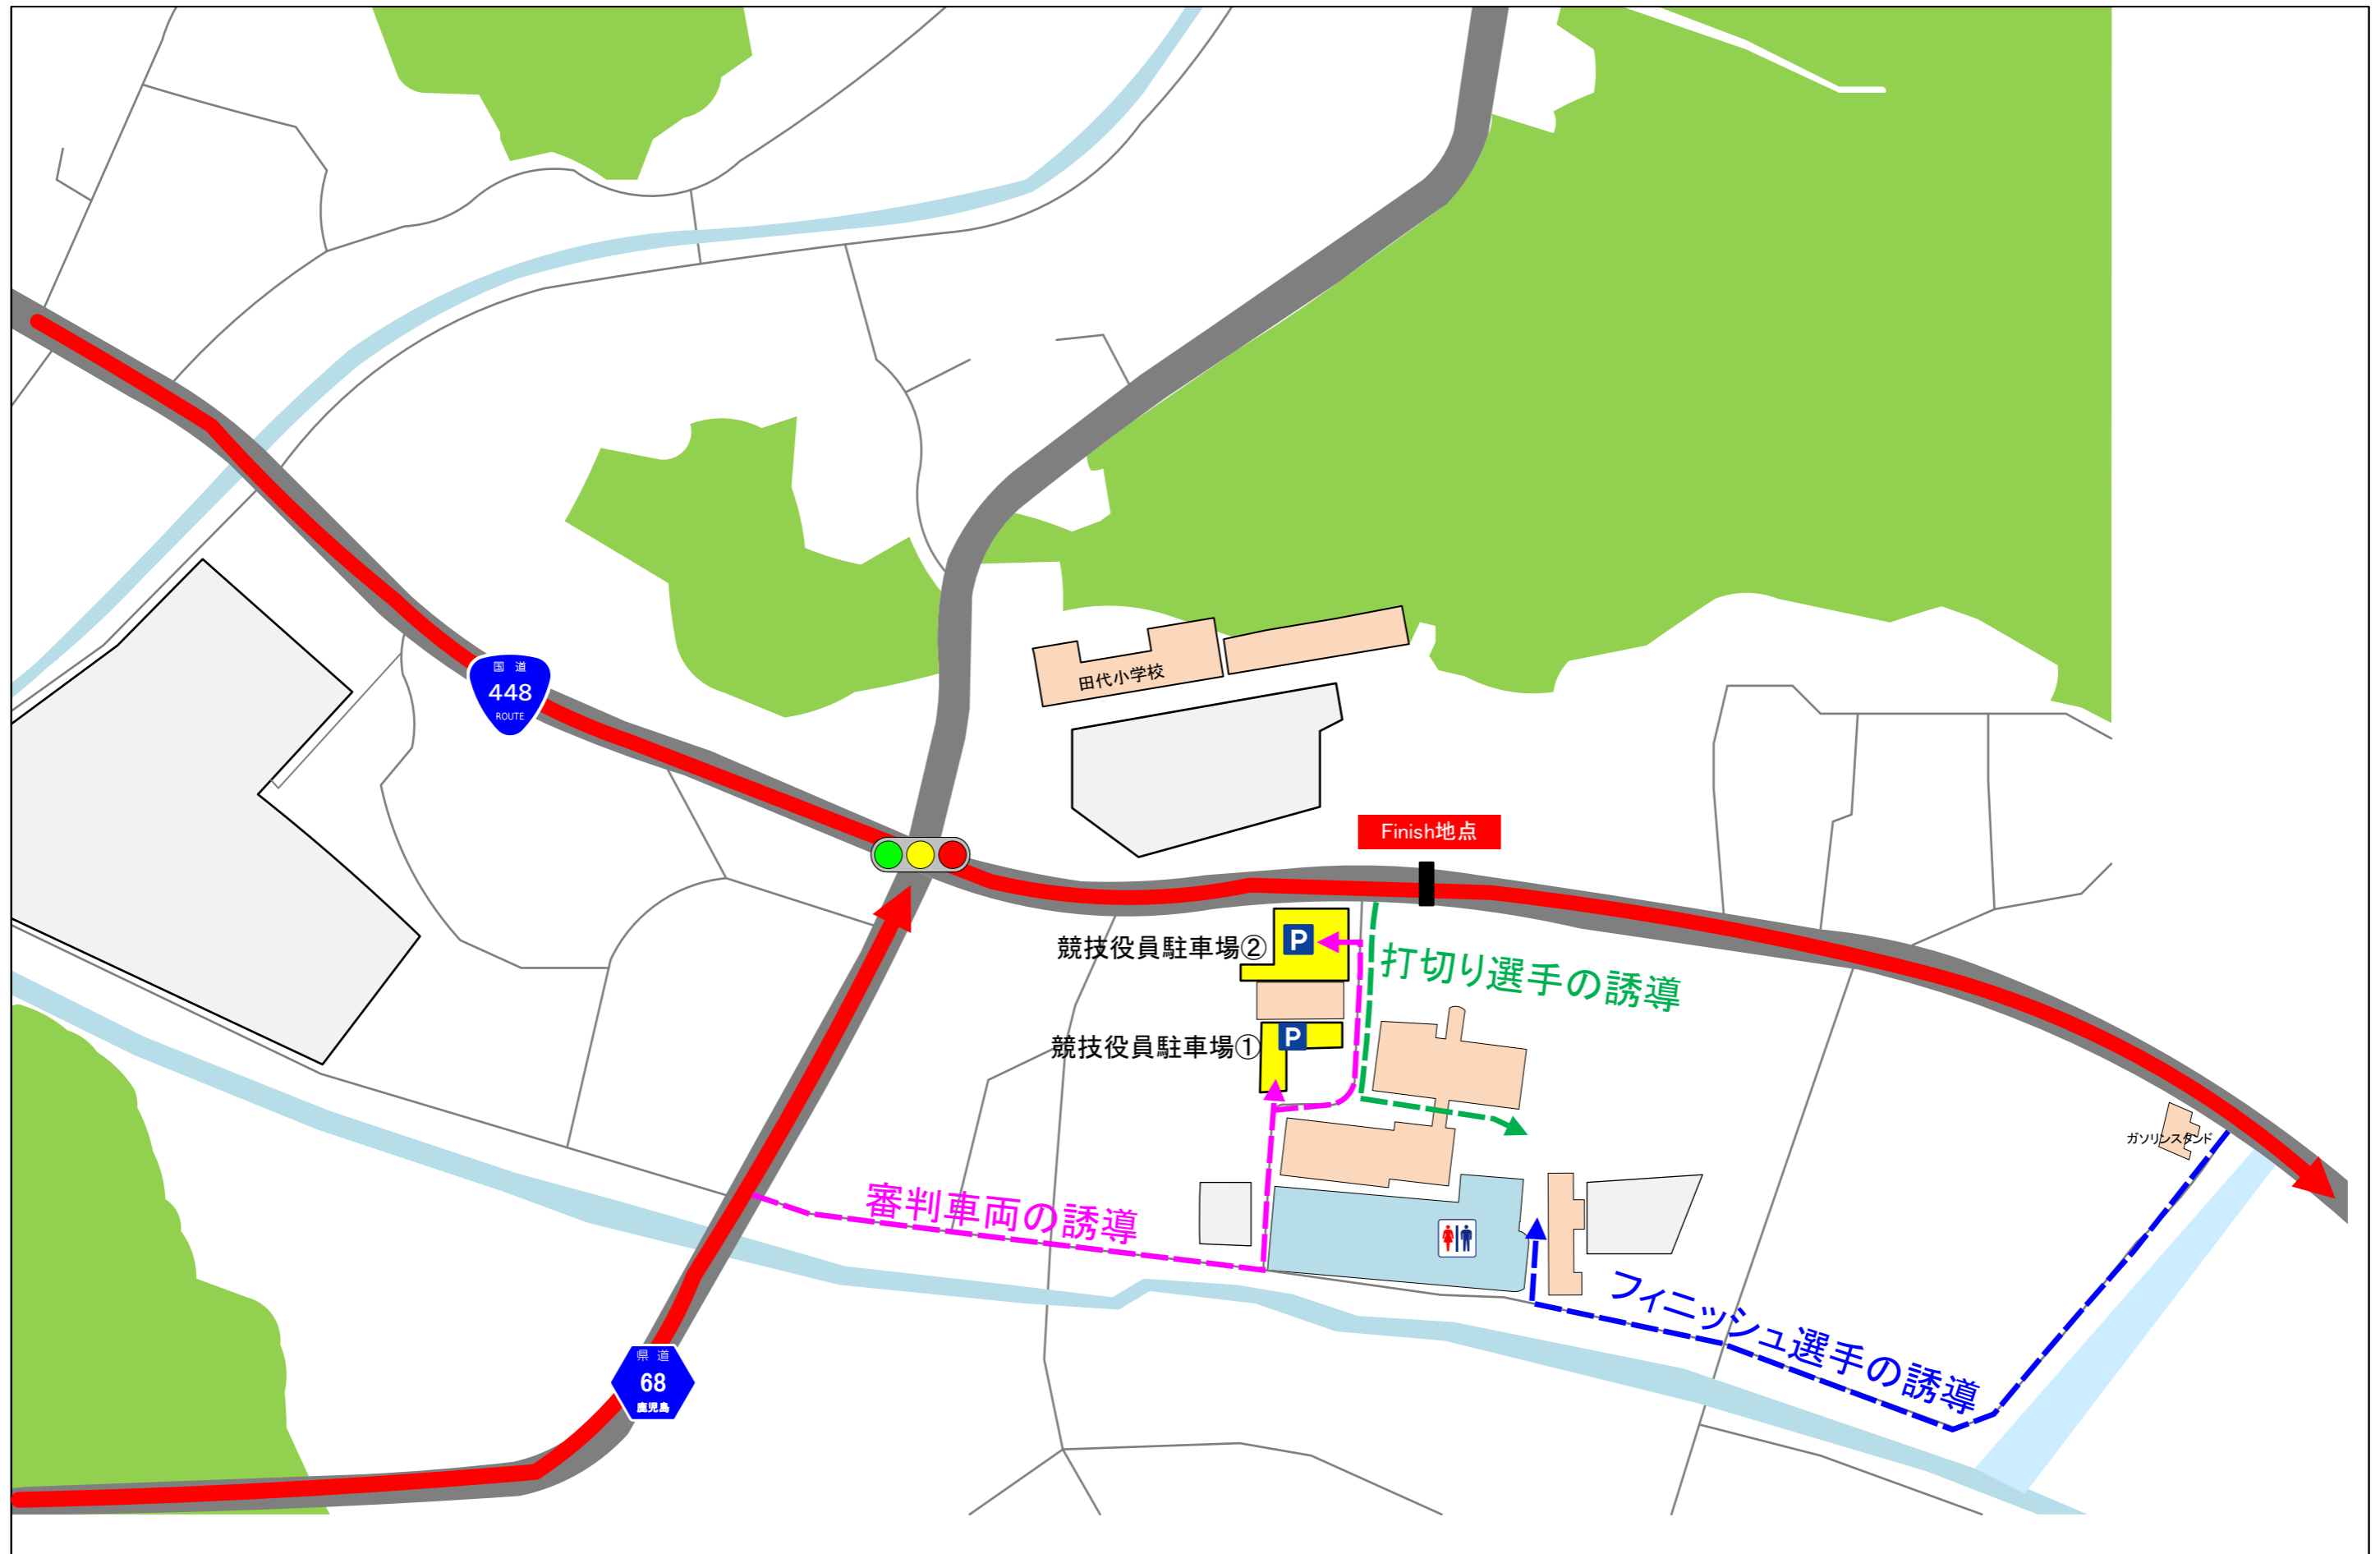 国 道
448
ROUTE
田代小学校
Finish地点
競技役員駐車場②
P
打切り選手の誘導
競技役員駐車場①
P
ガソリンスタンド
審判車両の誘導
フィニッシュ選手の誘導
県 道
68
鹿児島